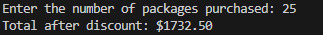 Enter the number of packages purchased: 25
Total after discount: $1732.50